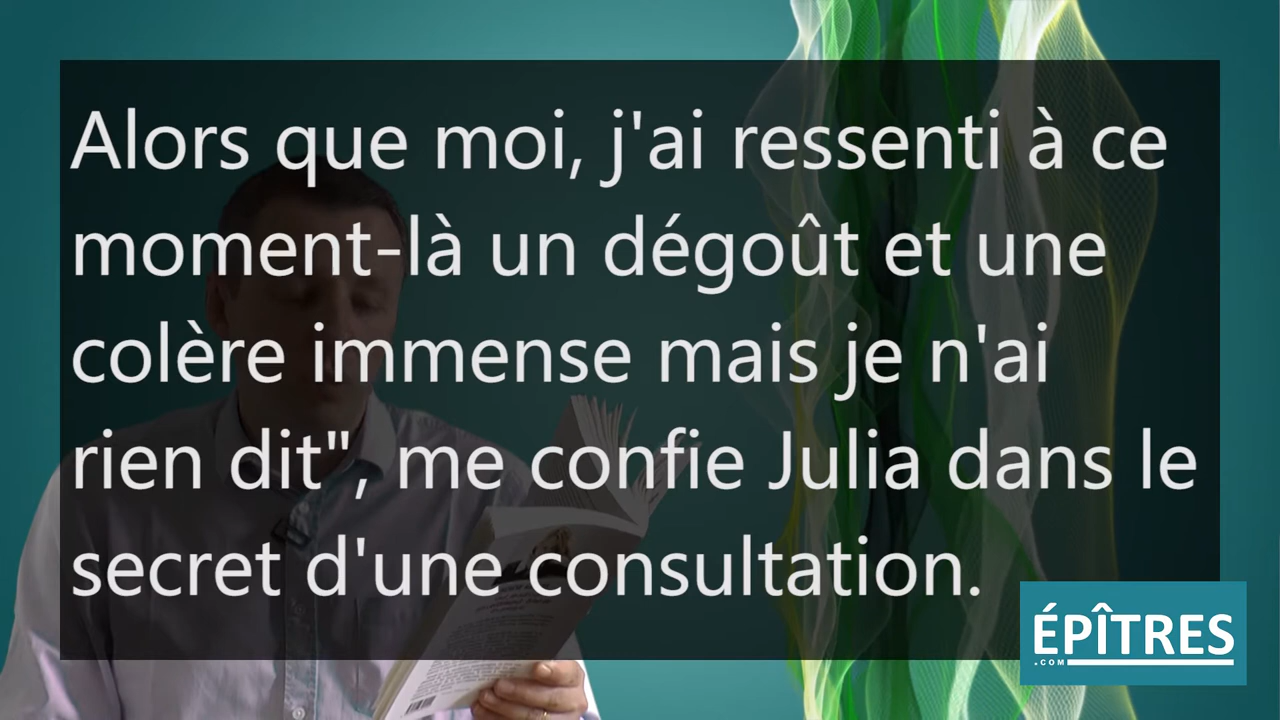 Alors que moi, j'ai ressenti à ce
moment-là un dégoût et une
colère immense mais je n'ai
rien dit", me confie Julia dans le
secret d'une consultation.
ÉPÎTRES
.COM